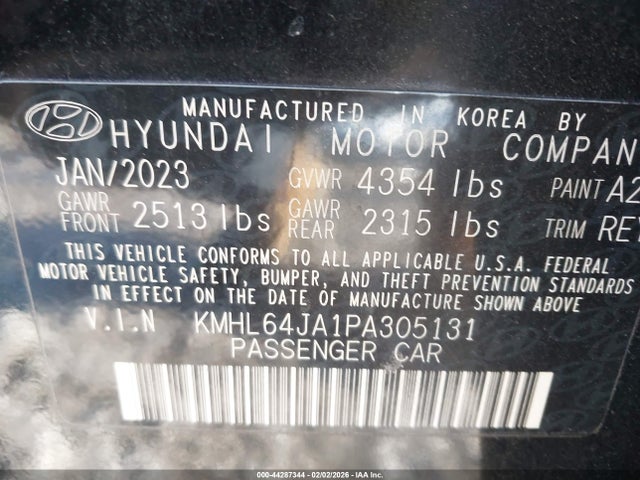 MANUFACTURED IN KOREA BY
HYUNDAI MOTOR COMPAN
JAN/2023 GVWR 4354 lbs PAINT A2
GAWR FRONT 2513 lbs GAWR REAR 2315 lbs TRIM RE
THIS VEHICLE CONFORMS TO ALL APPLICABLE U.S.A. FEDERAL
MOTOR VEHICLE SAFETY, BUMPER, AND THEFT PREVENTION STANDARDS
IN EFFECT ON THE DATE OF MANUFACTURE SHOWN ABOVE
V.I.N KMHL64JA1PA305131
PASSENGER CAR
000-44287344 - 02/02/2026 - IAA Inc.